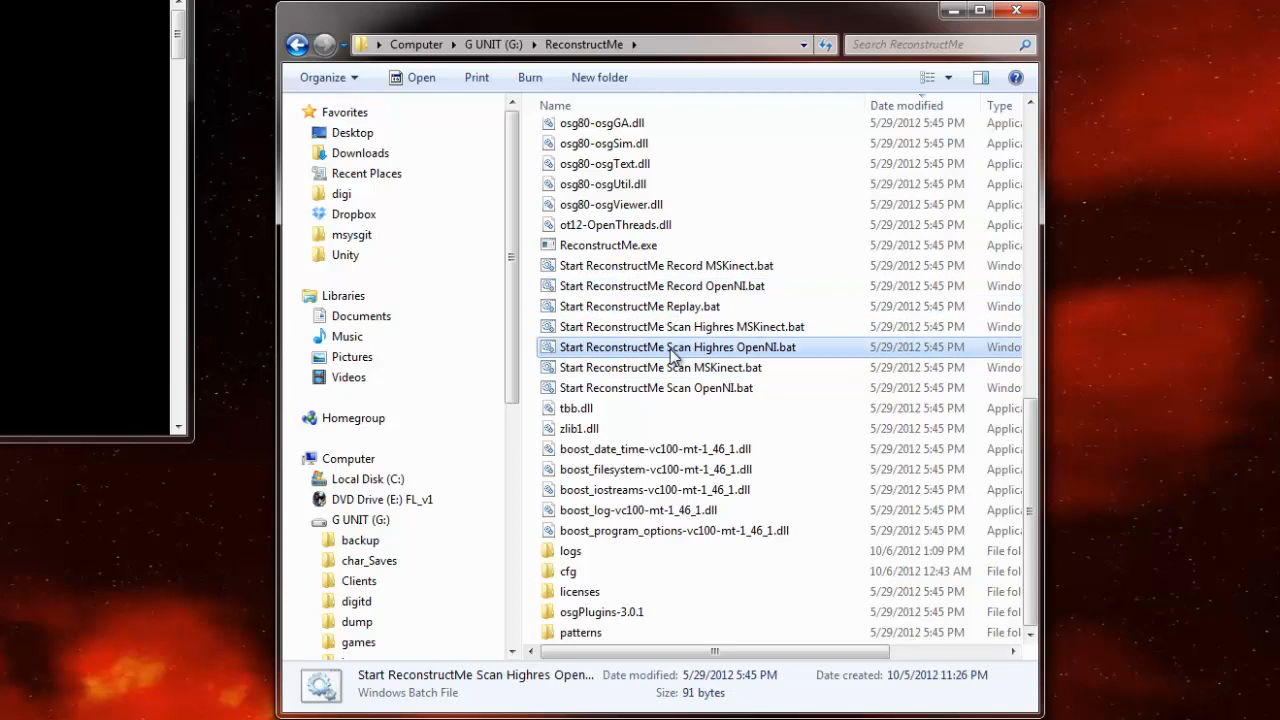 Computer G UNIT (G:) ReconstructMe Search ReconstructMe
Organize Open Print Burn New folder
Favorites
Desktop
Downloads
Recent Places
digi
Dropbox
msysgit
Unity
Libraries
Documents
Music
Pictures
Videos
Homegroup
Computer
Local Disk (C:)
DVD Drive (E:) FL_v1
G UNIT (G:)
backup
char_Saves
Clients
digitd
dump
games
Name Date modified Type
osg80-osgGA.dll 5/29/2012 5:45 PM Applica
osg80-osgSim.dll 5/29/2012 5:45 PM Applica
osg80-osgText.dll 5/29/2012 5:45 PM Applica
osg80-osgUtil.dll 5/29/2012 5:45 PM Applica
osg80-osgViewer.dll 5/29/2012 5:45 PM Applica
ot12-OpenThreads.dll 5/29/2012 5:45 PM Applica
ReconstructMe.exe 5/29/2012 5:45 PM Applica
Start ReconstructMe Record MSKinect.bat 5/29/2012 5:45 PM Windo
Start ReconstructMe Record OpenNI.bat 5/29/2012 5:45 PM Windo
Start ReconstructMe Replay.bat 5/29/2012 5:45 PM Windo
Start ReconstructMe Scan Highres MSKinect.bat 5/29/2012 5:45 PM Windo
Start ReconstructMe Scan Highres OpenNI.bat 5/29/2012 5:45 PM Windo
Start ReconstructMe Scan MSKinect.bat 5/29/2012 5:45 PM Windo
Start ReconstructMe Scan OpenNI.bat 5/29/2012 5:45 PM Windo
tbb.dll 5/29/2012 5:45 PM Applica
zlib1.dll 5/29/2012 5:45 PM Applica
boost_date_time-vc100-mt-1_46_1.dll 5/29/2012 5:45 PM Applica
boost_filesystem-vc100-mt-1_46_1.dll 5/29/2012 5:45 PM Applica
boost_iostreams-vc100-mt-1_46_1.dll 5/29/2012 5:45 PM Applica
boost_log-vc100-mt-1_46_1.dll 5/29/2012 5:45 PM Applica
boost_program_options-vc100-mt-1_46_1.dll 5/29/2012 5:45 PM Applica
logs 10/6/2012 1:09 PM File fol
cfg 10/6/2012 12:43 AM File fol
licenses 5/29/2012 5:45 PM File fol
osgPlugins-3.0.1 5/29/2012 5:45 PM File fol
patterns 5/29/2012 5:45 PM File fol
Start ReconstructMe Scan Highres Open... Date modified: 5/29/2012 5:45 PM Date created: 10/5/2012 11:26 PM
Windows Batch File Size: 91 bytes